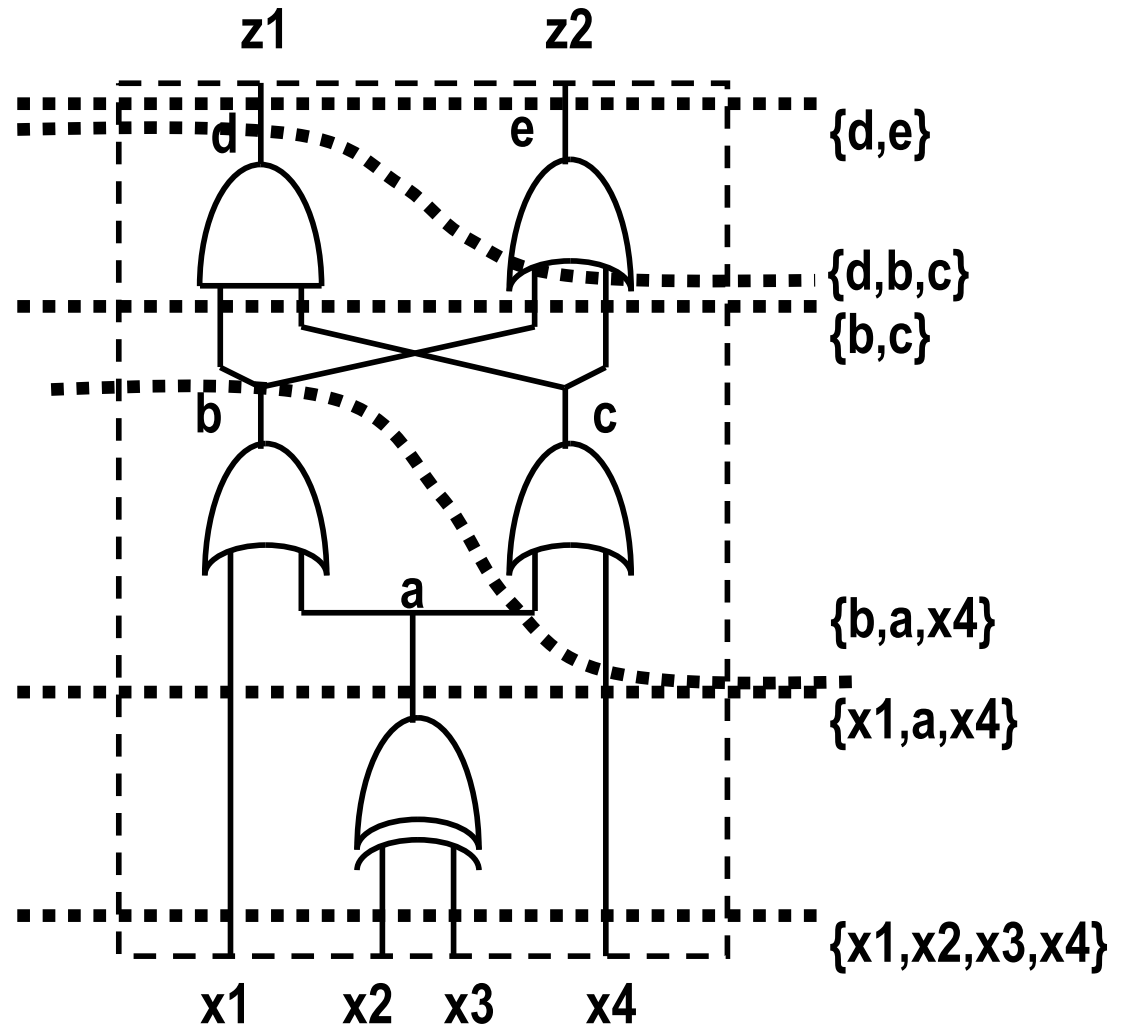 z1 z2
d e {d,e}
{d,b,c}
{b,c}
b c
a {b,a,x4}
{x1,a,x4}
{x1,x2,x3,x4}
x1 x2 x3 x4